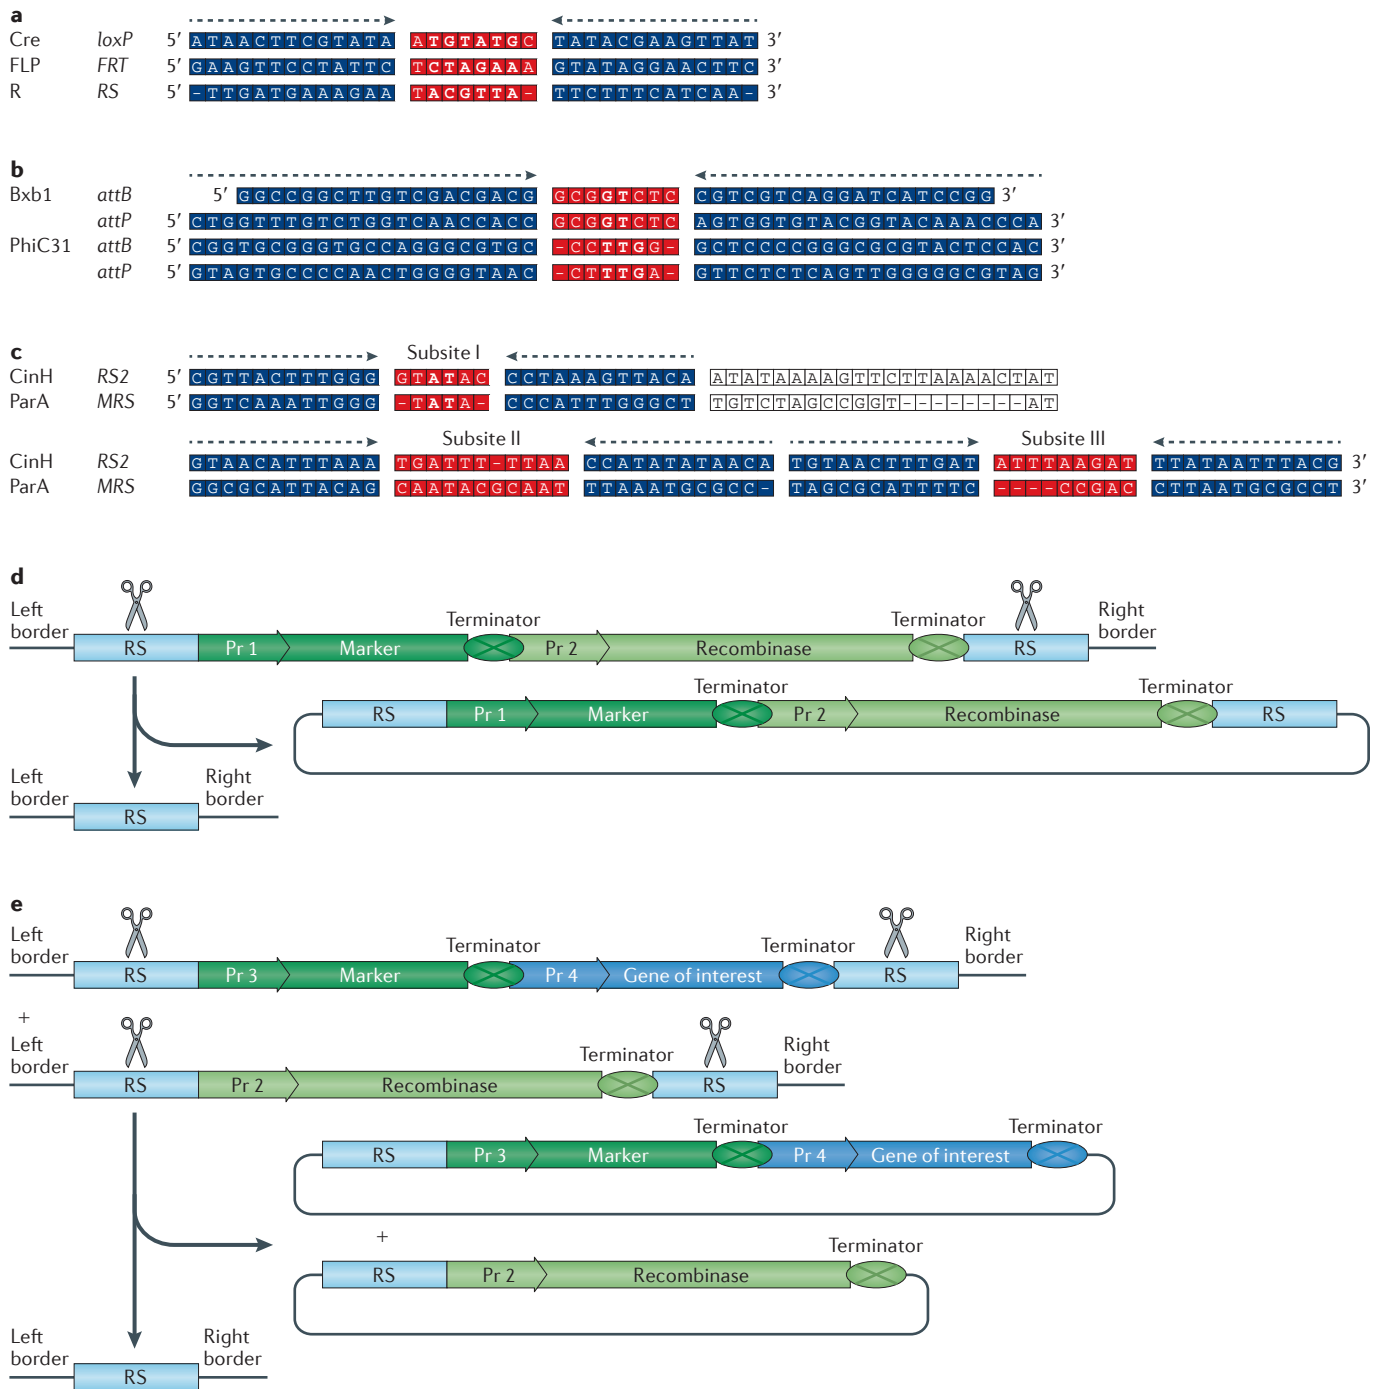 a
Cre loxP 5′ ATAACTTCGTATA ATGTATGC TATACGAAGTTAT 3′
FLP FRT 5′ GAAGTTCCTATTC TCTAGAAA GTATAGGAACTTC 3′
R RS 5′ -TTGATGAAAGAA TACGTTA- TTCTTTCATCAA- 3′
b
Bxb1 attB 5′ GGCCGGCTTGTCGACGACG GCGGTCTC CGTCGTCAGGATCATCCGG 3′
attP 5′ CTGGTTTGTCTGGTCAACCACC GCGGTCTC AGTGGTGTACGGTACAAACCCA 3′
PhiC31 attB 5′ CGGTGCGGGTGCCAGGGCGTGC -CCTTGG- GCTCCCCGGGCGCGTACTCCAC 3′
attP 5′ GTAGTGCCCCAACTGGGGTAAC -CTTTGA- GTTCTCTCAGTTGGGGGCGTAG 3′
c
Subsite I
CinH RS2 5′ CGTTACTTTGGG GTATAC CCTAAAGTTACA ATATAAAAGTTCTTAAAACTAT
ParA MRS 5′ GGTCAAATTGGG -TATA- CCCATTTGGGCT TGTCTAGCCGGT--------AT
Subsite II Subsite III
CinH RS2 GTAACATTTAAA TGATTT-TTAA CCATATATAACA TGTAACTTTGAT ATTTAAGAT TTATAATTTACG 3′
ParA MRS GGCGCATTACAG CAATACGCAAT TTAAATGCGCC- TAGCGCATTTTC ----CCGAC CTTAATGCGCCT 3′
d
Left border Terminator Terminator Right border
RS Pr 1 Marker Pr 2 Recombinase RS
Terminator Terminator
RS Pr 1 Marker Pr 2 Recombinase RS
Left border Right border
RS
e
Left border Terminator Terminator Right border
RS Pr 3 Marker Pr 4 Gene of interest RS
+
Left border Terminator Right border
RS Pr 2 Recombinase RS
Terminator Terminator
RS Pr 3 Marker Pr 4 Gene of interest
+
Terminator
RS Pr 2 Recombinase
Left border Right border
RS